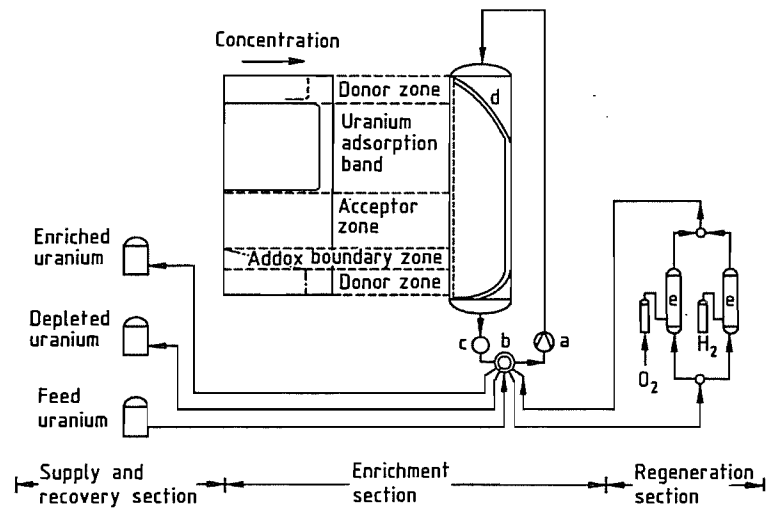 Concentration
Donor zone
Uranium
adsorption
band
Acceptor
zone
Addox boundary zone
Donor zone
d
Enriched
uranium
Depleted
uranium
Feed
uranium
c
b
a
e
e
O2
H2
Supply and
recovery section
Enrichment
section
Regeneration
section